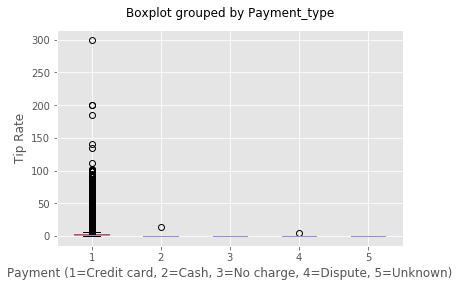 Boxplot grouped by Payment_type
300
250
200
150
100
50
0
Tip Rate
1 2 3 4 5
Payment (1=Credit card, 2=Cash, 3=No charge, 4=Dispute, 5=Unknown)